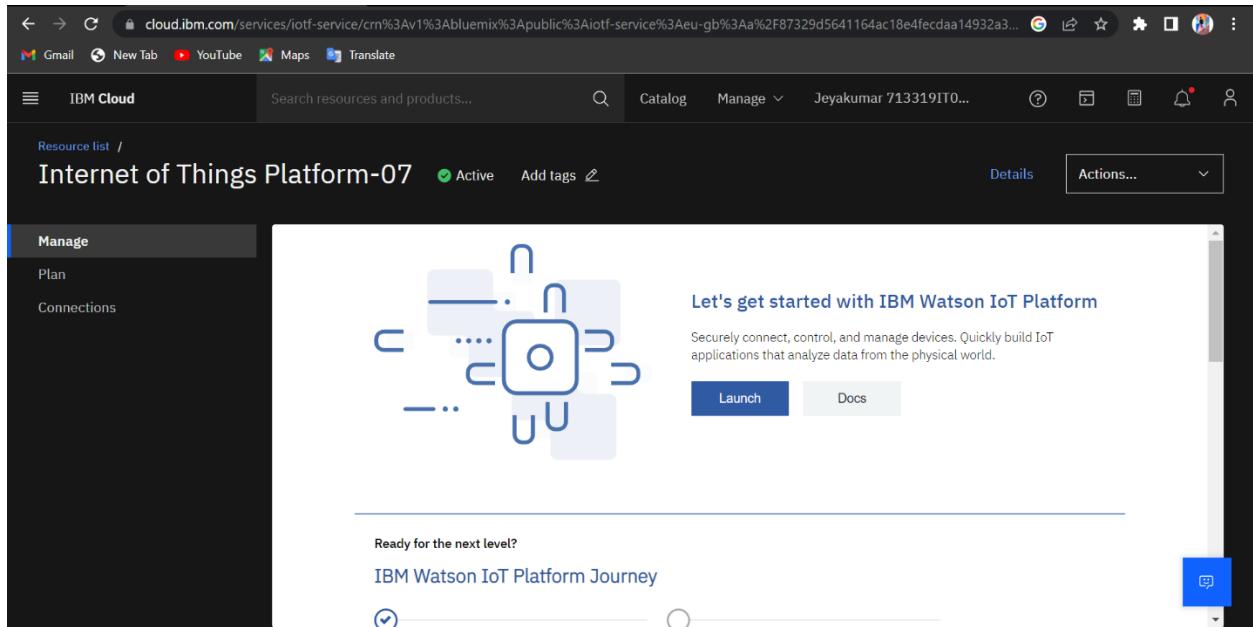 cloud.ibm.com/services/iotf-service/crn%3Av1%3Abluemix%3Apublic%3Aiotf-service%3Aeu-gb%3Aa%2F87329d5641164ac18e4fecdaa14932a3...
Gmail New Tab YouTube Maps Translate
IBM Cloud Search resources and products... Catalog Manage Jeyakumar 713319IT0...
Resource list /
Internet of Things Platform-07 Active Add tags Details Actions...
Manage
Plan
Connections
Let's get started with IBM Watson IoT Platform
Securely connect, control, and manage devices. Quickly build IoT
applications that analyze data from the physical world.
Launch Docs
Ready for the next level?
IBM Watson IoT Platform Journey